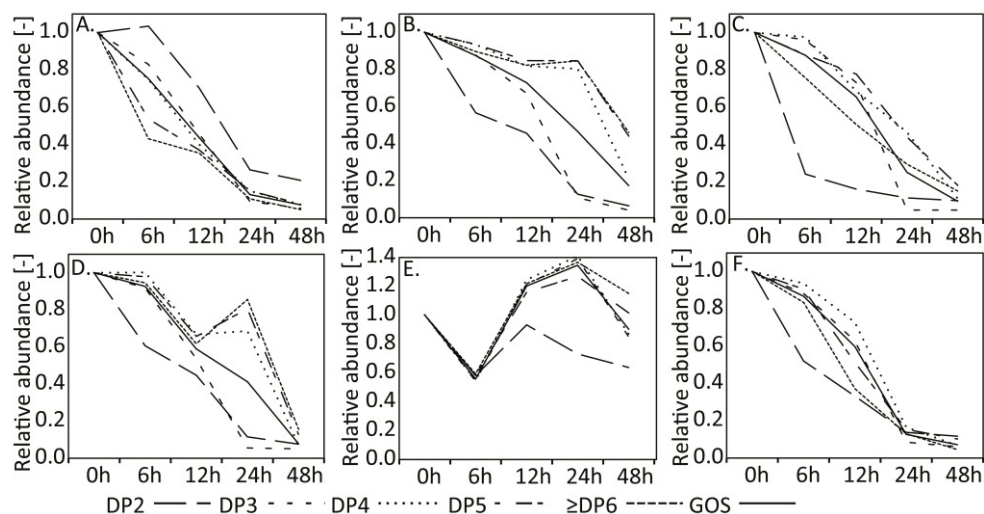 A. B. C.
Relative abundance [-] Relative abundance [-] Relative abundance [-]
1.0 1.0 1.0
0.8 0.8 0.8
0.6 0.6 0.6
0.4 0.4 0.4
0.2 0.2 0.2
0.0 0.0 0.0
0h 6h 12h 24h 48h 0h 6h 12h 24h 48h 0h 6h 12h 24h 48h
D. E. F.
Relative abundance [-] Relative abundance [-] Relative abundance [-]
1.0 1.4 1.0
0.8 1.2 0.8
0.6 1.0 0.6
0.4 0.8 0.4
0.2 0.6 0.2
0.0 0.4 0.0
0.2
0.0
0h 6h 12h 24h 48h 0h 6h 12h 24h 48h 0h 6h 12h 24h 48h
DP2 DP3 DP4 DP5 ≥DP6 GOS